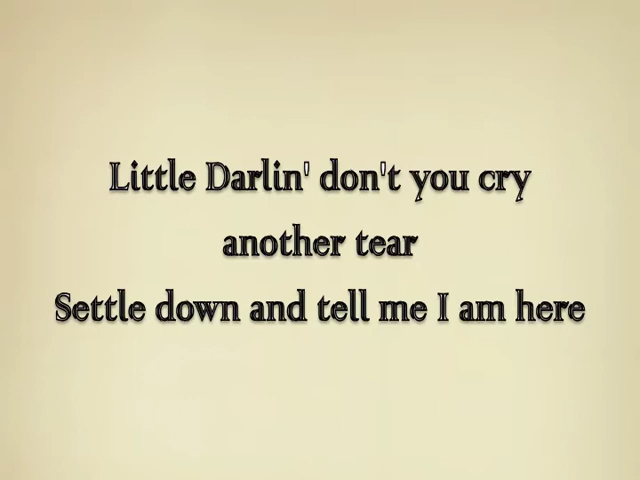 Little Darlin' don't you cry
another tear
Settle down and tell me I am here